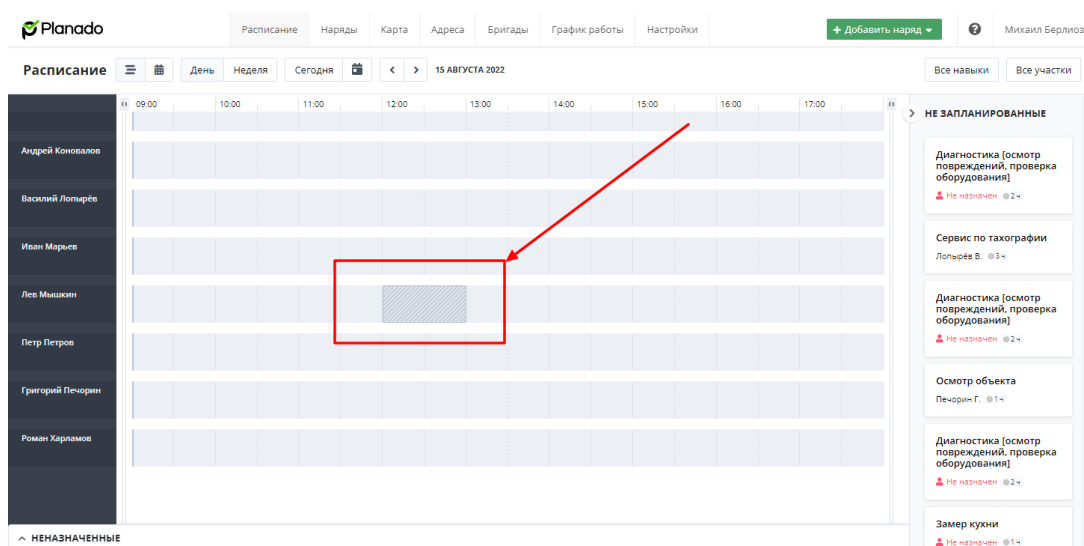 Planado
Расписание Наряды Карта Адреса Бригады График работы Настройки
+ Добавить наряд
Михаил Берлиоз
Расписание День Неделя Сегодня 15 АВГУСТА 2022
Все навыки Все участки
09:00 10:00 11:00 12:00 13:00 14:00 15:00 16:00 17:00
Андрей Коновалов
Василий Лопырёв
Иван Марьев
Лев Мышкин
Петр Петров
Григорий Печорин
Роман Харламов
НЕНАЗНАЧЕННЫЕ
НЕ ЗАПЛАНИРОВАННЫЕ
Диагностика [осмотр
повреждений, проверка
оборудования]
Не назначен 2 ч
Сервис по тахографии
Лопырёв В. 3 ч
Диагностика [осмотр
повреждений, проверка
оборудования]
Не назначен 2 ч
Осмотр объекта
Печорин Г. 1 ч
Диагностика [осмотр
повреждений, проверка
оборудования]
Не назначен 2 ч
Замер кухни
Не назначен 1 ч